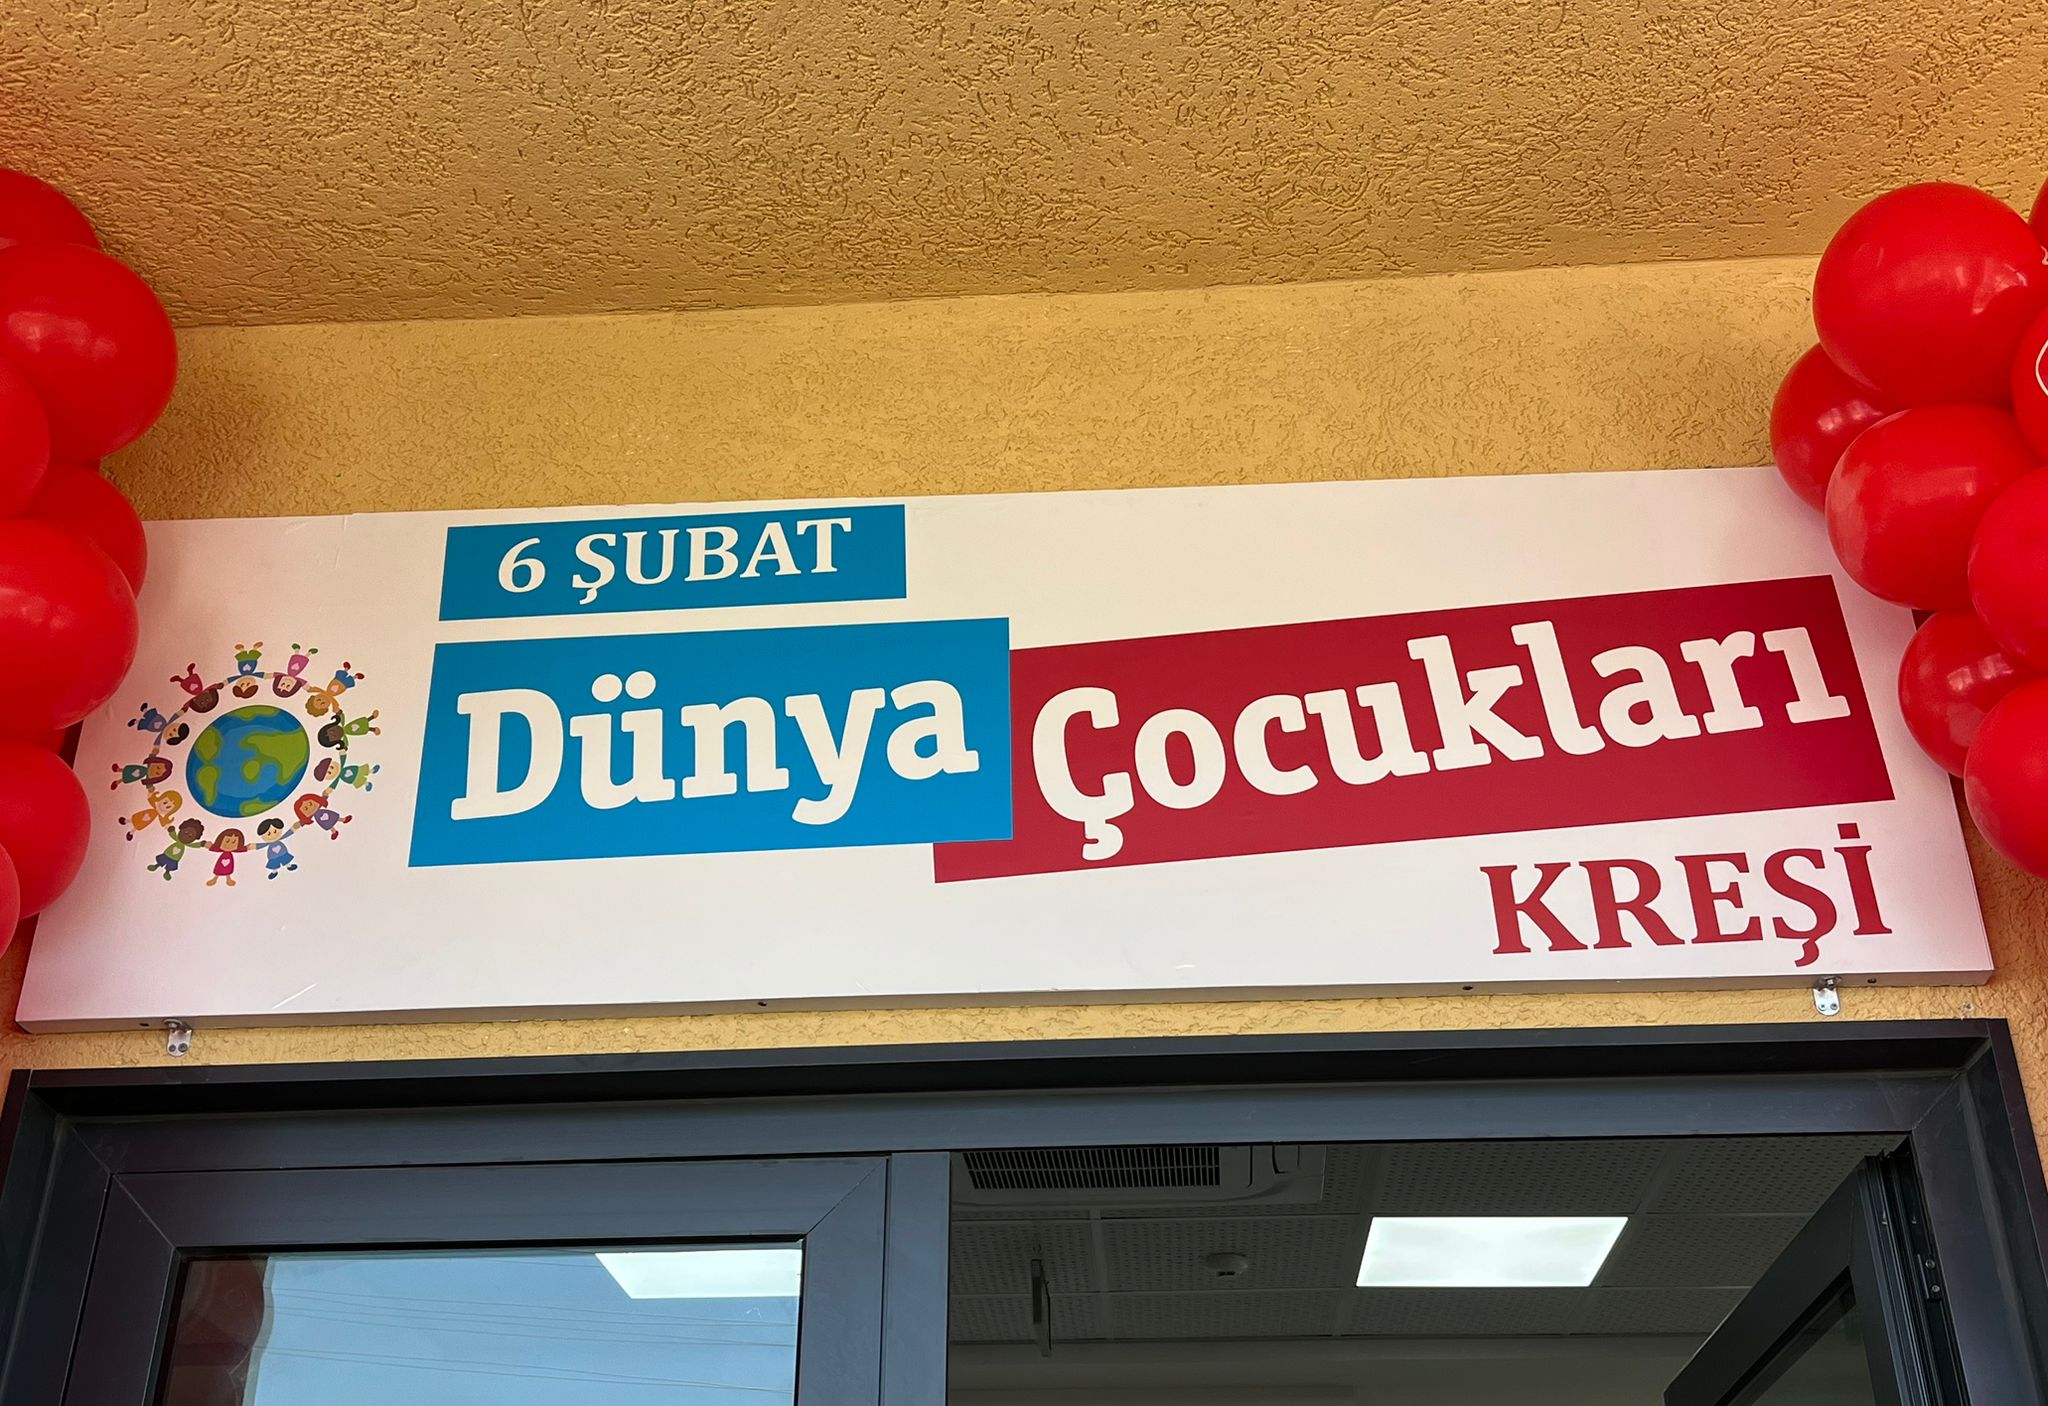 6 ŞUBAT
Dünya Çocukları
KREŞİ